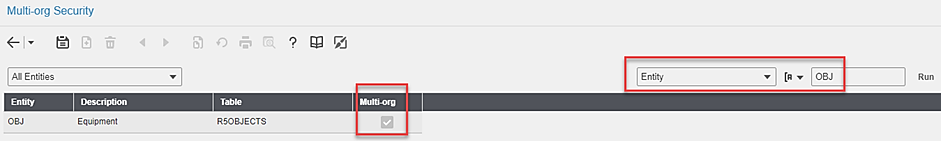 Multi-org Security
All Entities Entity OBJ Run
Entity Description Table Multi-org
OBJ Equipment R5OBJECTS